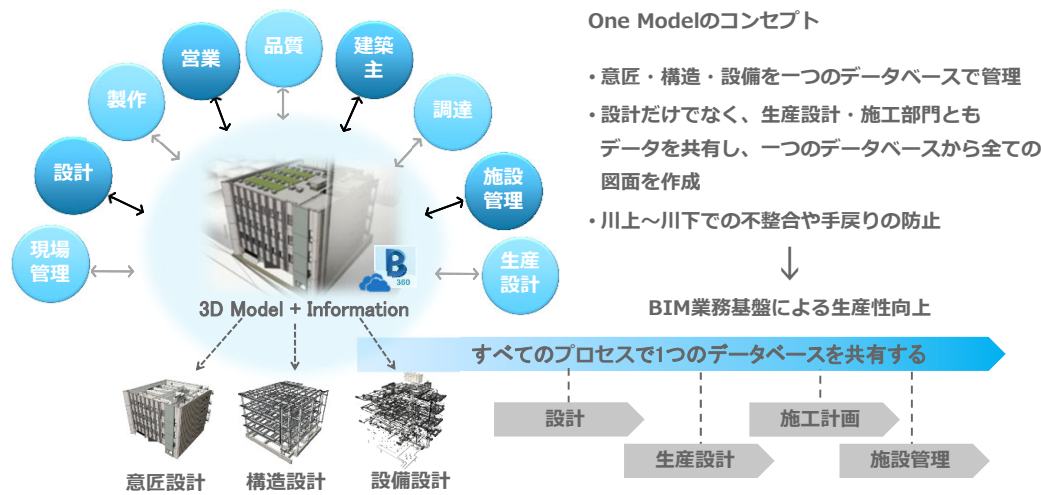 One Modelのコンセプト
・意匠・構造・設備を一つのデータベースで管理
・設計だけでなく、生産設計・施工部門とも
データを共有し、一つのデータベースから全ての
図面を作成
・川上～川下での不整合や手戻りの防止
BIM業務基盤による生産性向上
現場
管理
設計
製作
営業
品質
建築
主
調達
施設
管理
生産
設計
B
360
3D Model + Information
意匠設計
構造設計
設備設計
すべてのプロセスで1つのデータベースを共有する
設計
生産設計
施工計画
施設管理